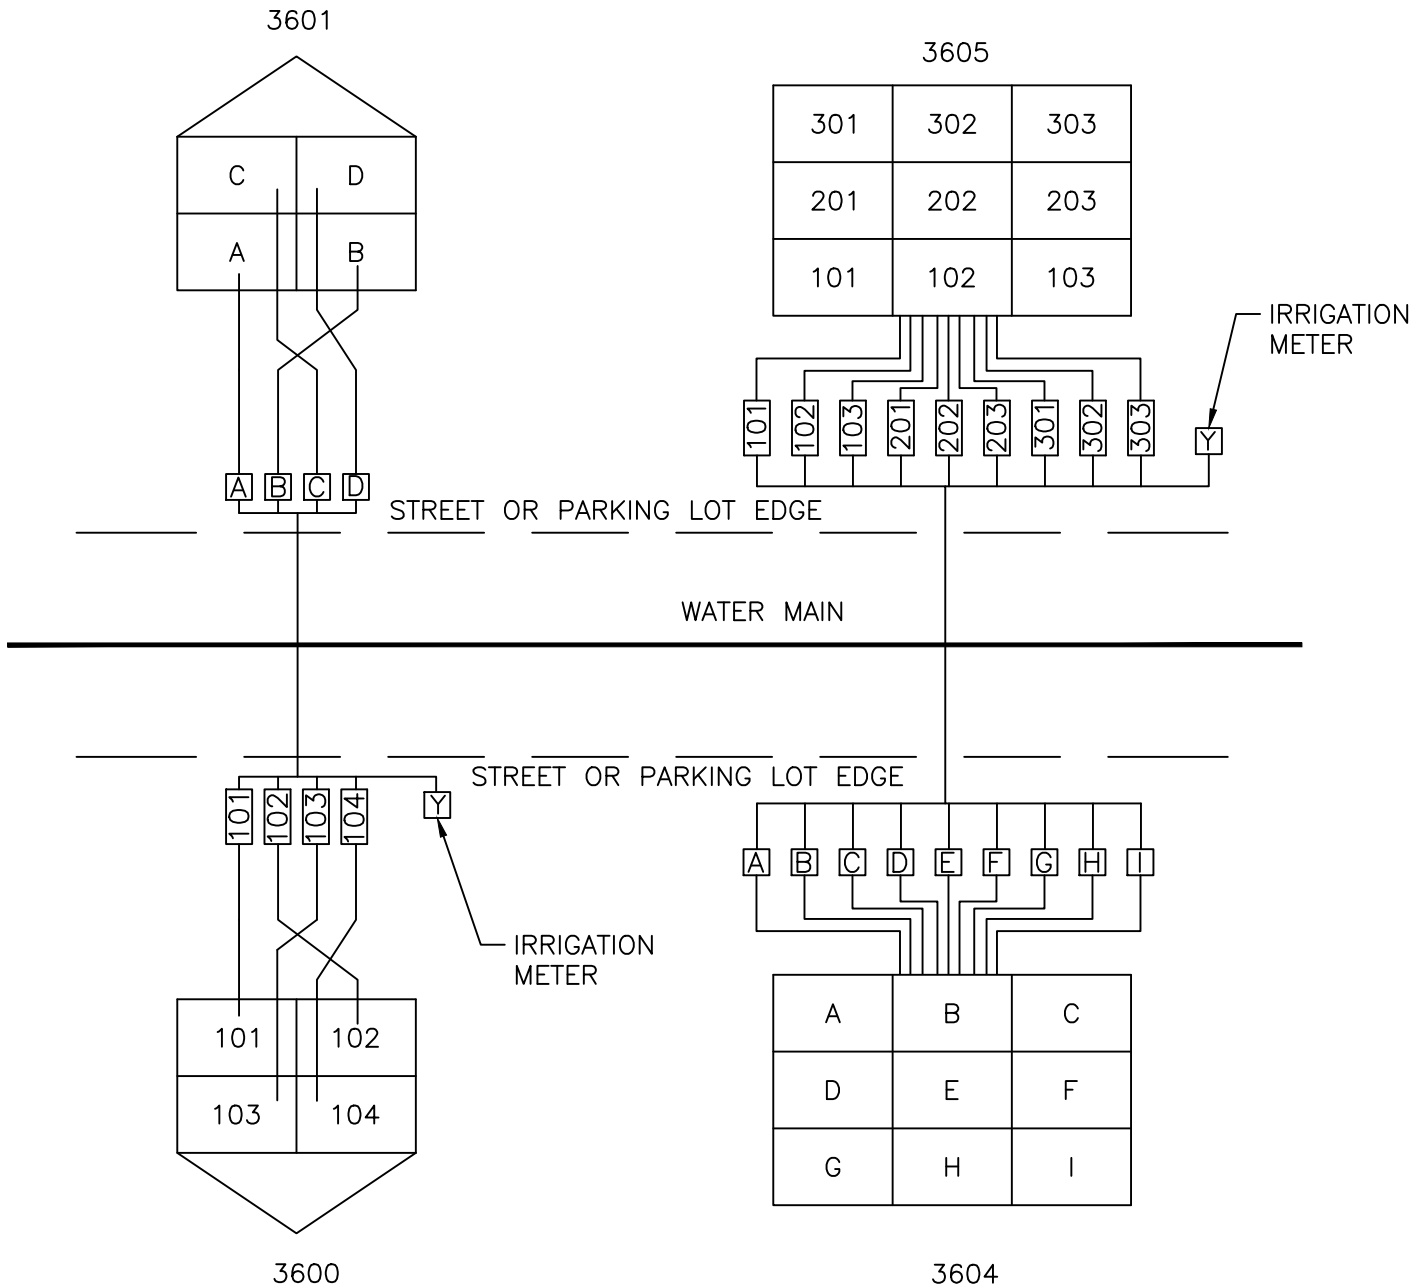 3601
3605
C D
A B
301 302 303
201 202 203
101 102 103
IRRIGATION
METER
101 102 103 201 202 203 301 302 303 Y
A B C D
STREET OR PARKING LOT EDGE
WATER MAIN
STREET OR PARKING LOT EDGE
101 102 103 104 Y
A B C D E F G H I
IRRIGATION
METER
101 102
103 104
A B C
D E F
G H I
3600
3604